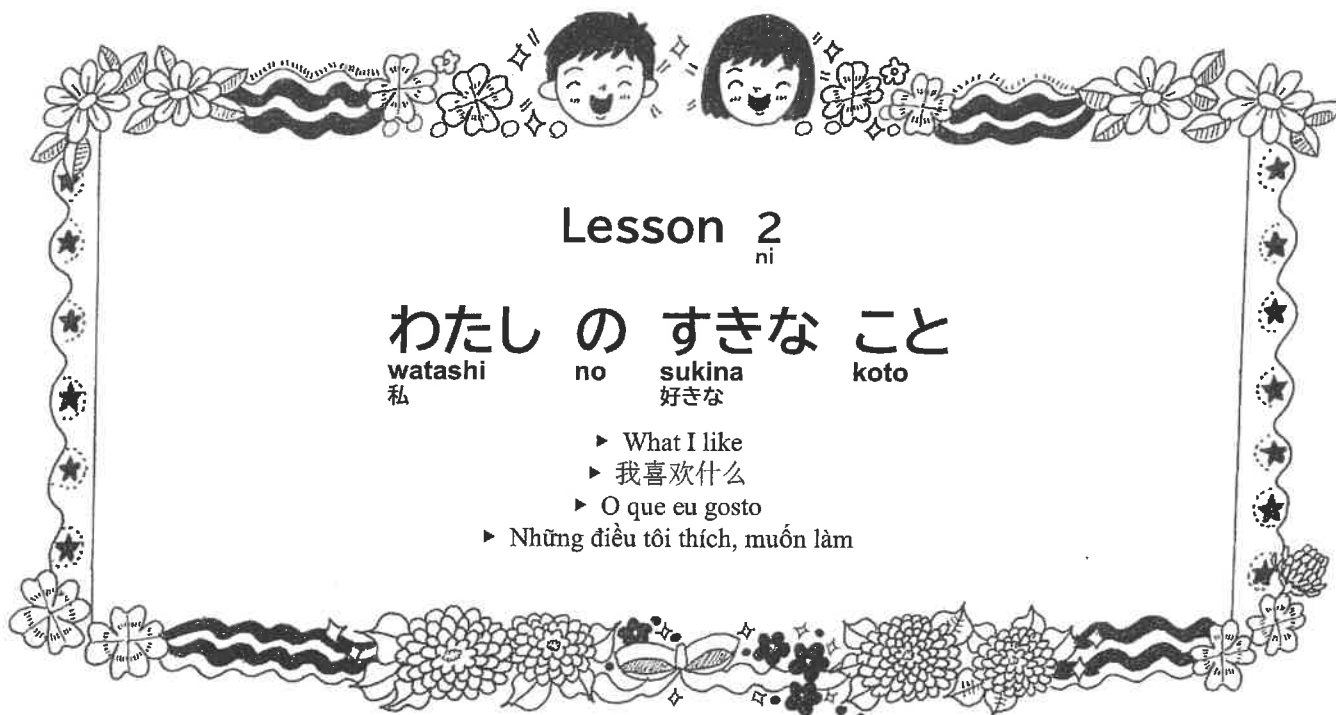 Lesson 2
ni
わたし の すきな こと
watashi no sukina koto
私 好きな
▶ What I like
▶ 我喜欢什么
▶ O que eu gosto
▶ Những điều tôi thích, muốn làm